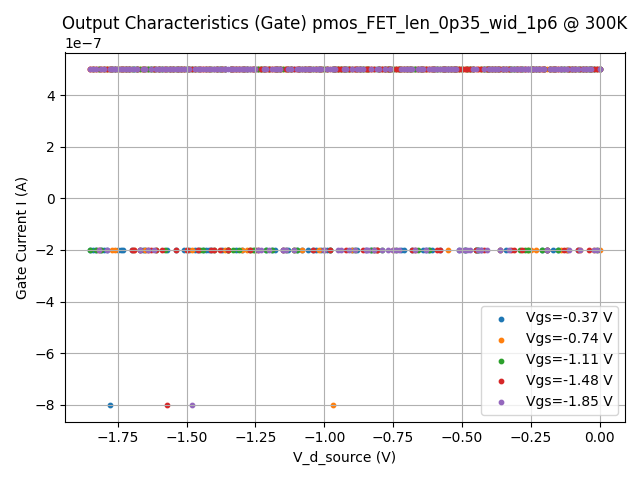 Output Characteristics (Gate) pmos_FET_len_0p35_wid_1p6 @ 300K
1e−7
4
2
0
−2
−4
−6
−8
Gate Current I (A)
Vgs=-0.37 V
Vgs=-0.74 V
Vgs=-1.11 V
Vgs=-1.48 V
Vgs=-1.85 V
−1.75
−1.50
−1.25
−1.00
−0.75
−0.50
−0.25
0.00
V_d_source (V)